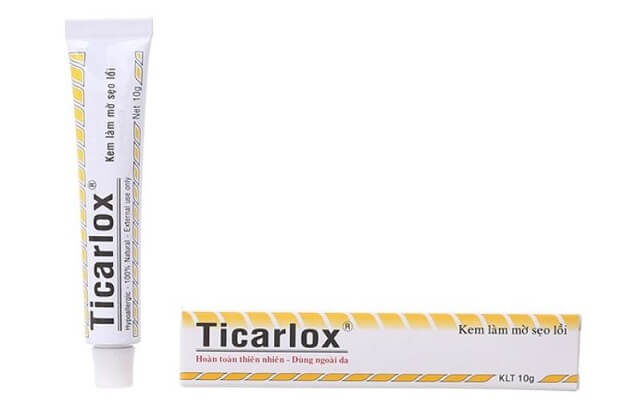 Ticarlox®
Kem làm mờ sẹo lồi
Hypoallergic - 100% Natural - External use only
Net 10g
Ticarlox®
Kem làm mờ sẹo lồi
Hoàn toàn thiên nhiên - Dùng ngoài da
KLT 10g